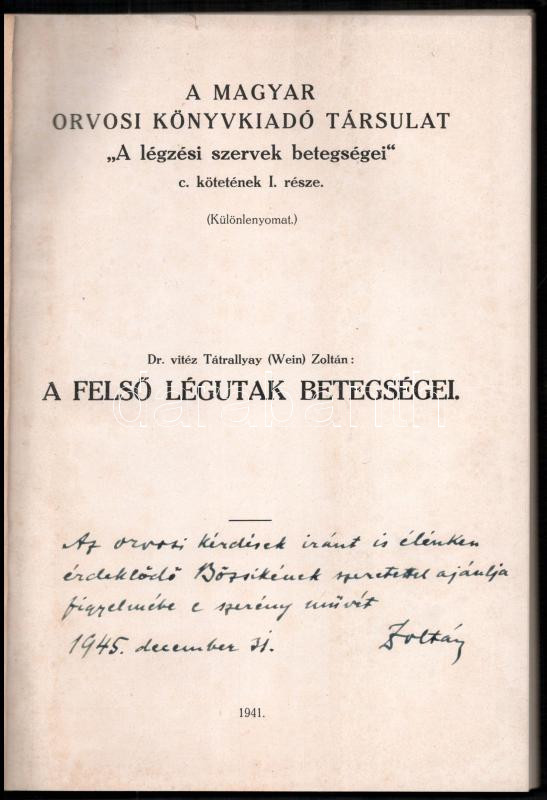 A MAGYAR
ORVOSI KÖNYVKIADÓ TÁRSULAT
„A légzési szervek betegségei“
c. kötetének I. része.
(Különlenyomat.)
Dr. vitéz Tátrallyay (Wein) Zoltán:
A FELSŐ LÉGUTAK BETEGSÉGEI.
darabanth
Az orvosi kérdések iránt is élénken
érdeklődő Bözsikének szeretettel ajánlja
figyelmébe e szerény művét
1945. december 31. Zoltán
1941.